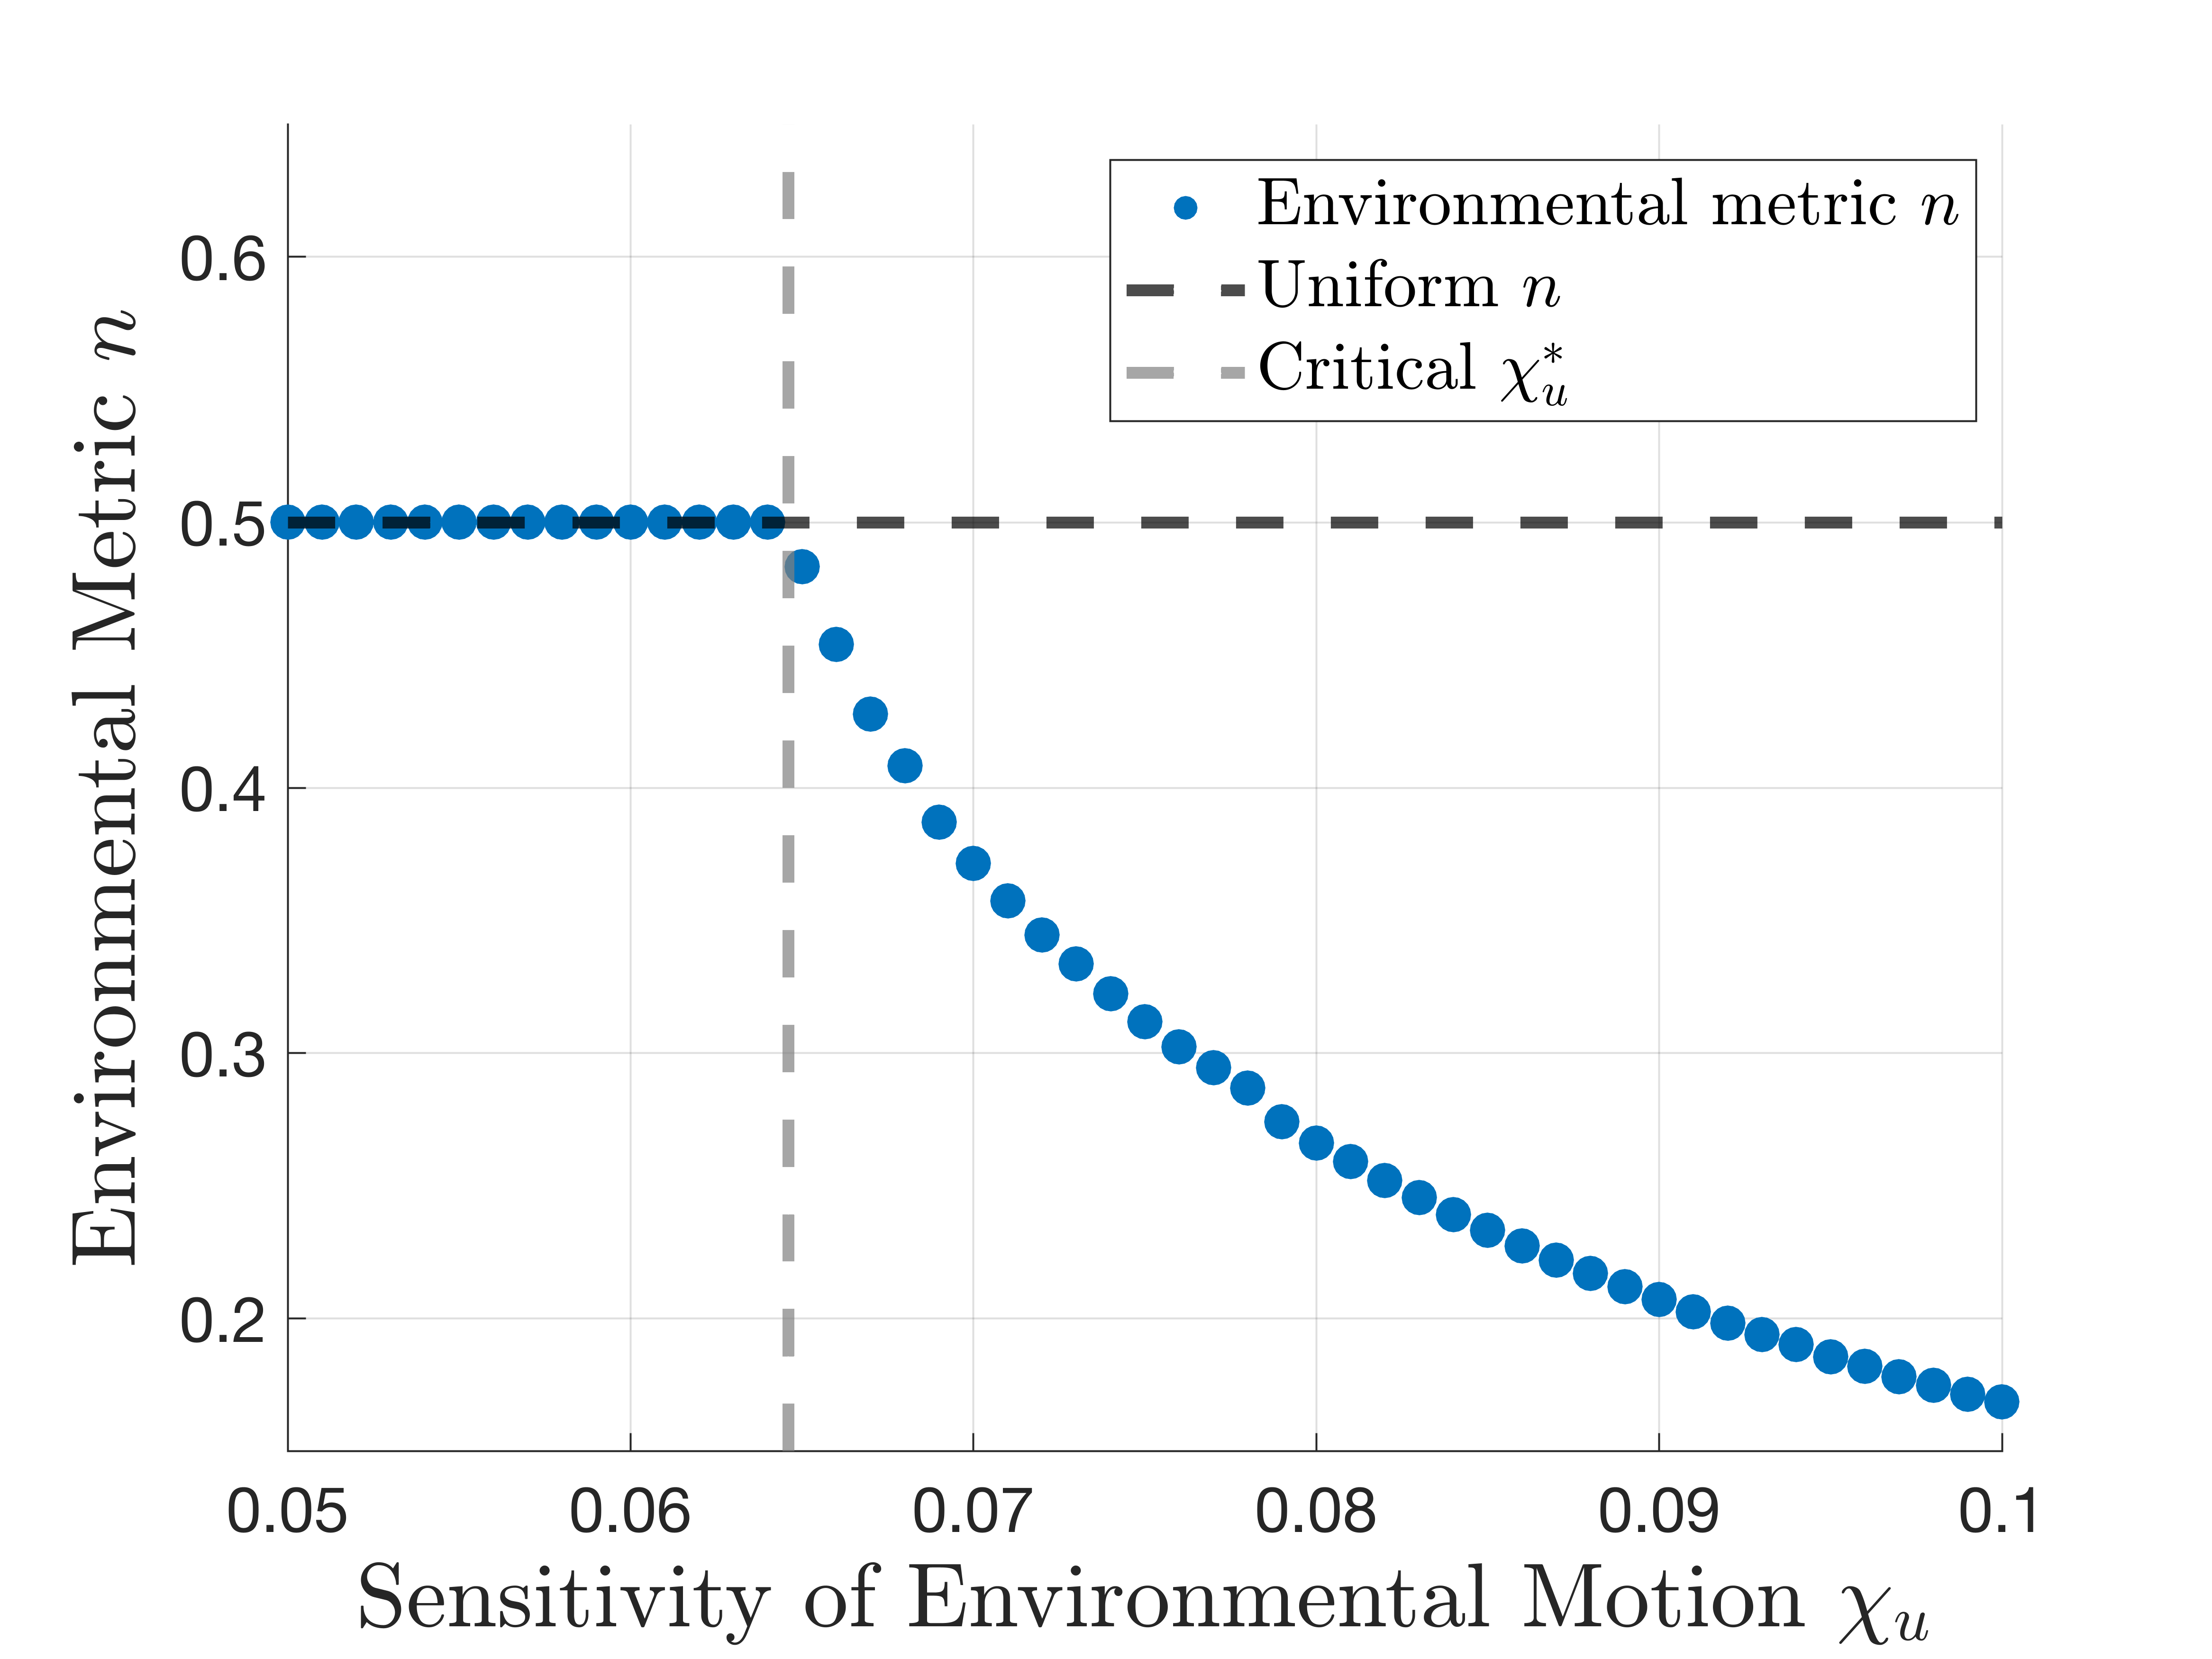 Environmental metric n
Uniform n
Critical χ*u
Environmental Metric n
0.6
0.5
0.4
0.3
0.2
0.05 0.06 0.07 0.08 0.09 0.1
Sensitivity of Environmental Motion χu